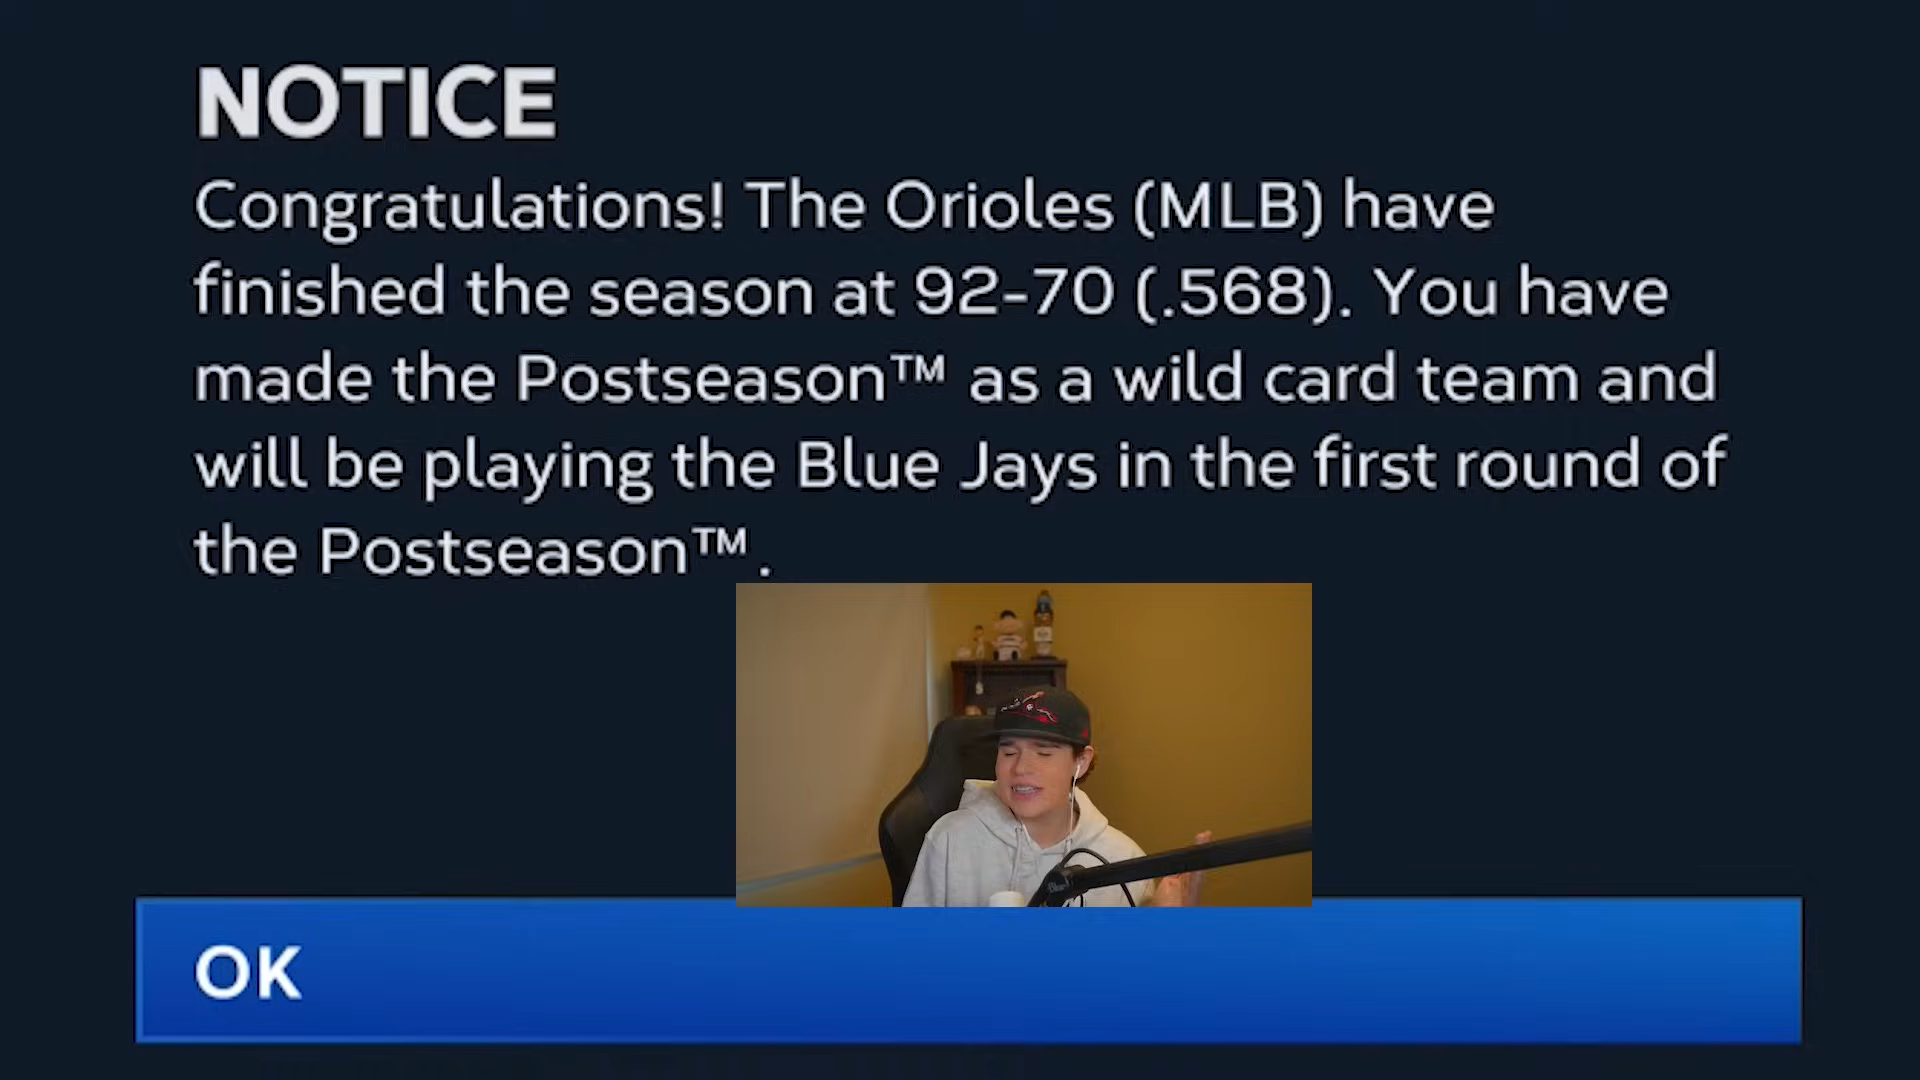 NOTICE
Congratulations! The Orioles (MLB) have
finished the season at 92-70 (.568). You have
made the Postseason™ as a wild card team and
will be playing the Blue Jays in the first round of
the Postseason™.
Blue
OK